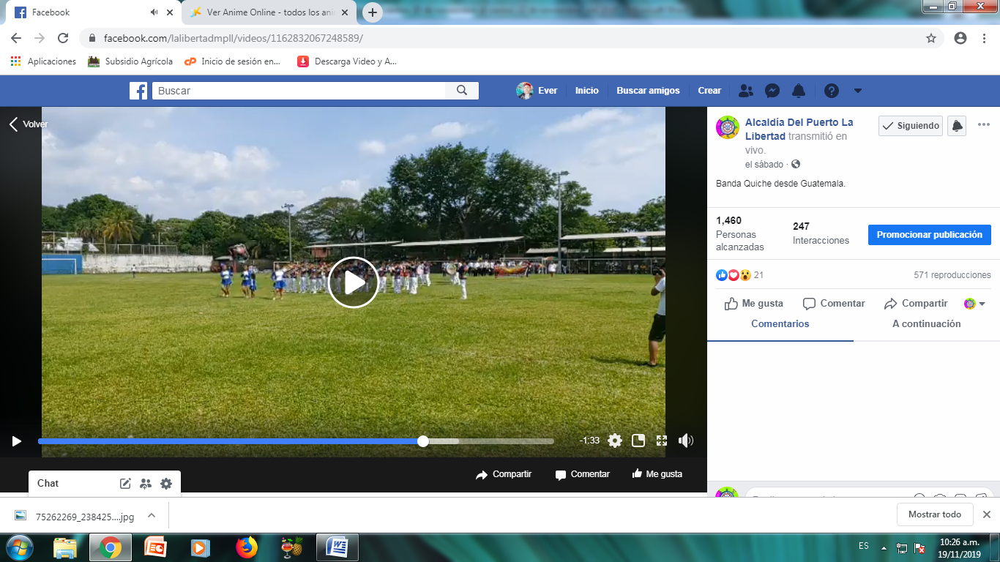 Facebook
Ver Anime Online - todos los ani
facebook.com/lalibertadmpll/videos/1162832067248589/
Aplicaciones
Subsidio Agrícola
Inicio de sesión en...
Descarga Video y A...
Buscar
Ever
Inicio
Buscar amigos
Crear
Volver
Alcaldía Del Puerto La
Libertad transmitió en
vivo.
el sábado ·
Siguiendo
Banda Quiche desde Guatemala.
1,460
Personas
alcanzadas
247
Interacciones
Promocionar publicación
21
571 reproducciones
Me gusta
Comentar
Compartir
Comentarios
A continuación
-1:33
Compartir
Comentar
Me gusta
Chat
75262269_238425....jpg
Mostrar todo
ES
10:26 a.m.
19/11/2019